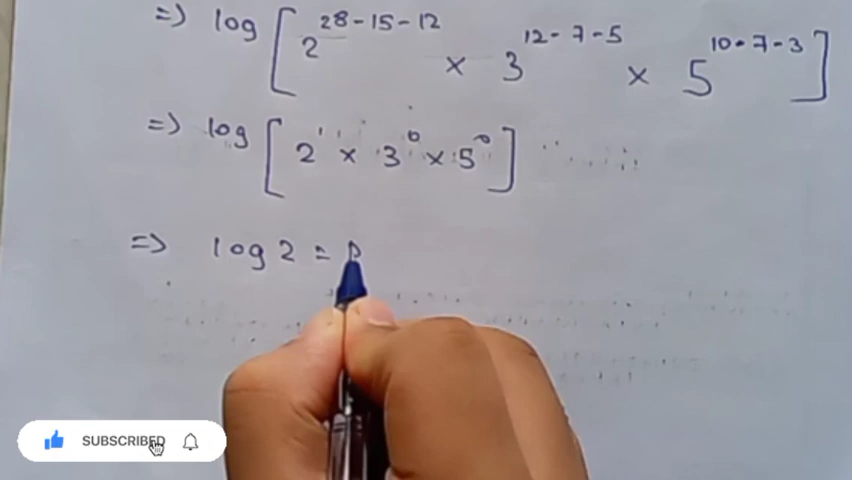 => log [ 2^28-15-12 × 3^12-7-5 × 5^10-7-3 ]
=> log [ 2^1 × 3^0 × 5^0 ]
=> log 2 =
SUBSCRIBED